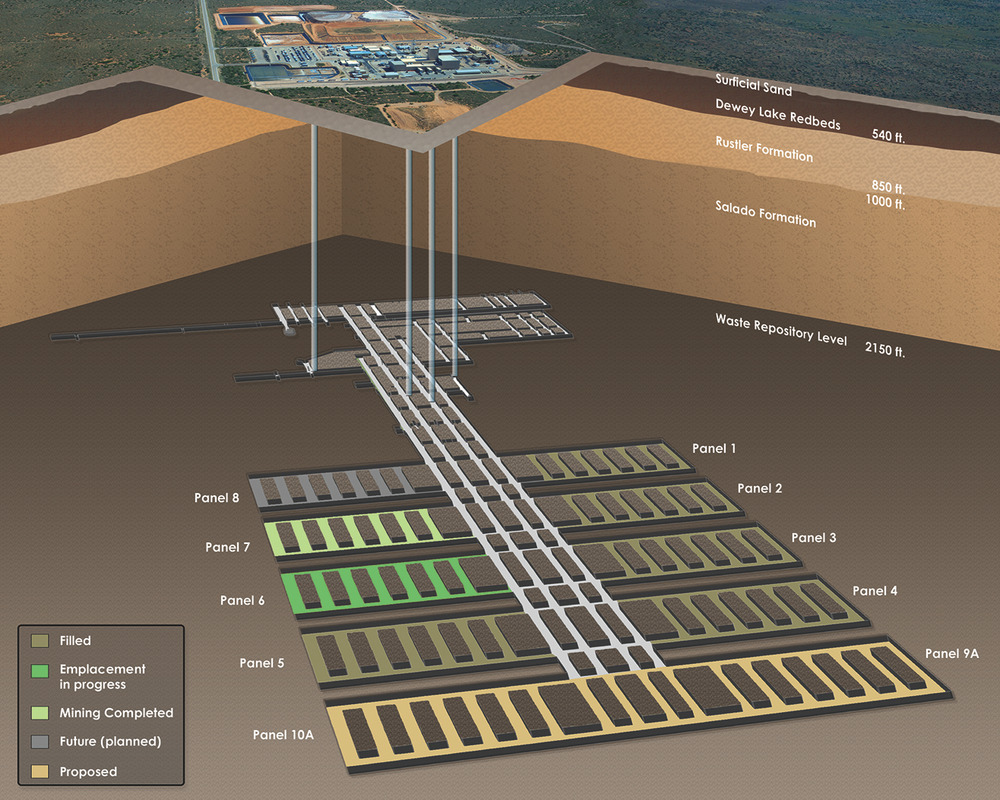 Surficial Sand
Dewey Lake Redbeds
540 ft.
Rustler Formation
850 ft.
1000 ft.
Salado Formation
Waste Repository Level
2150 ft.
Panel 1
Panel 2
Panel 8
Panel 3
Panel 7
Panel 4
Panel 6
Panel 9A
Panel 5
Panel 10A
Filled
Emplacement
in progress
Mining Completed
Future (planned)
Proposed